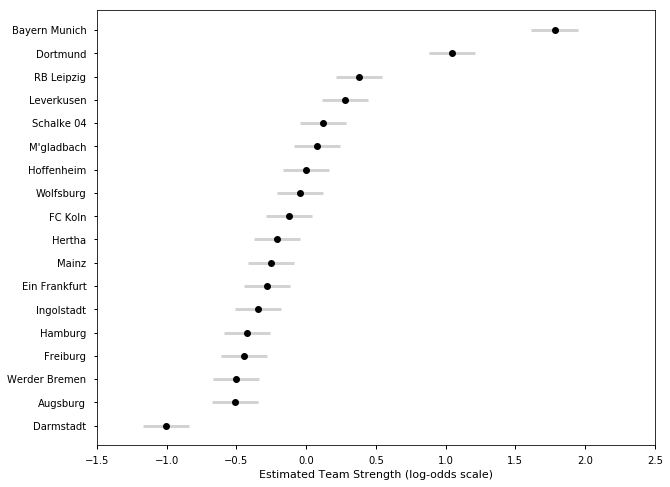 Bayern Munich
Dortmund
RB Leipzig
Leverkusen
Schalke 04
M'gladbach
Hoffenheim
Wolfsburg
FC Koln
Hertha
Mainz
Ein Frankfurt
Ingolstadt
Hamburg
Freiburg
Werder Bremen
Augsburg
Darmstadt
−1.5 −1.0 −0.5 0.0 0.5 1.0 1.5 2.0 2.5
Estimated Team Strength (log-odds scale)